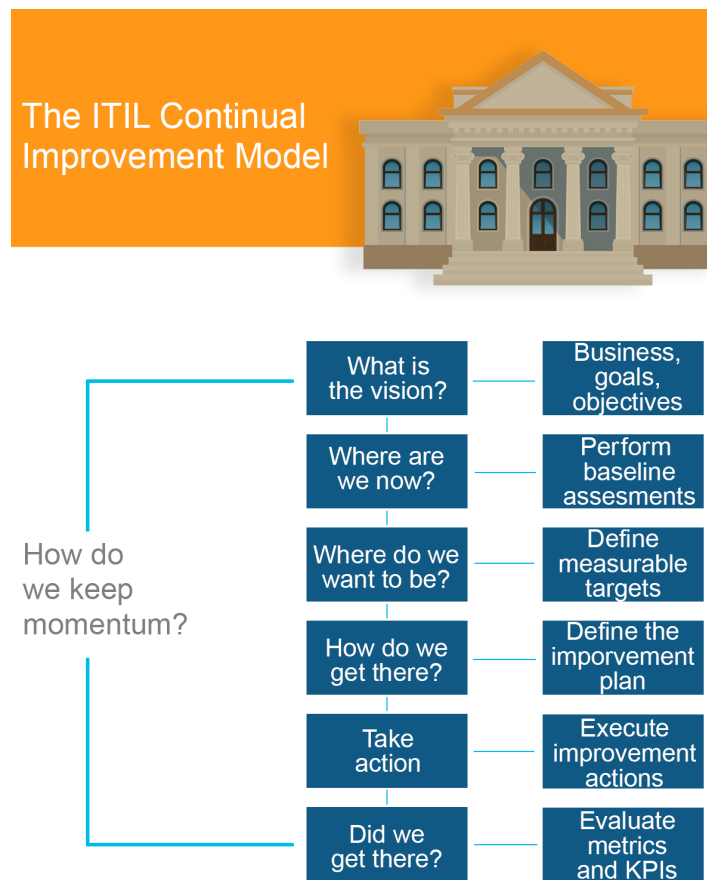 The ITIL Continual
Improvement Model
What is
the vision?
Business,
goals,
objectives
Where are
we now?
Perform
baseline
assesments
How do
we keep
momentum?
Where do we
want to be?
Define
measurable
targets
How do we
get there?
Define the
imporvement
plan
Take
action
Execute
improvement
actions
Did we
get there?
Evaluate
metrics
and KPIs